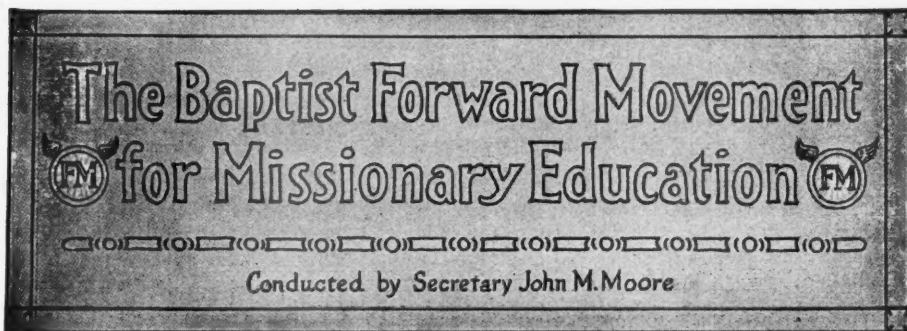 The Baptist Forward Movement
FM for Missionary Education FM
Conducted by Secretary John M. Moore